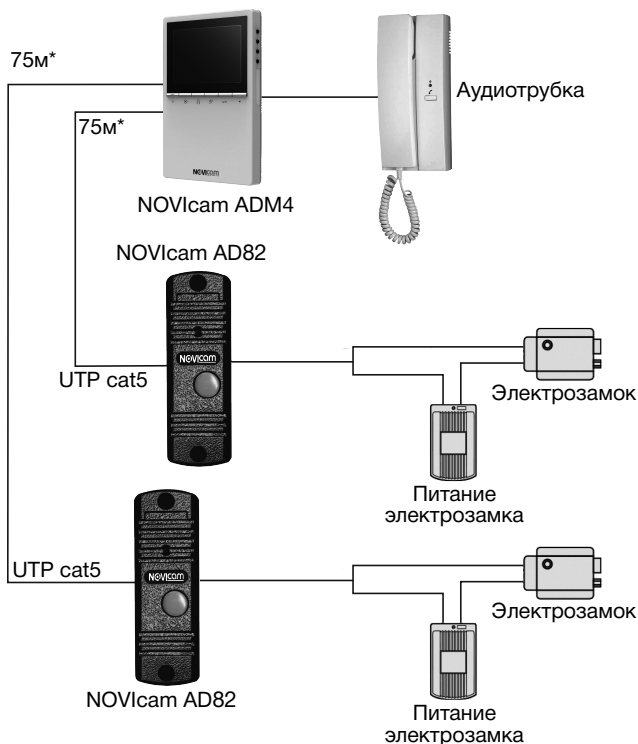 75м*
75м*
Аудиотрубка
NOVIcam
NOVIcam ADM4
NOVIcam AD82
NOVIcam
UTP cat5
Электрозамок
Питание
электрозамка
UTP cat5
NOVIcam
Электрозамок
NOVIcam AD82
Питание
электрозамка